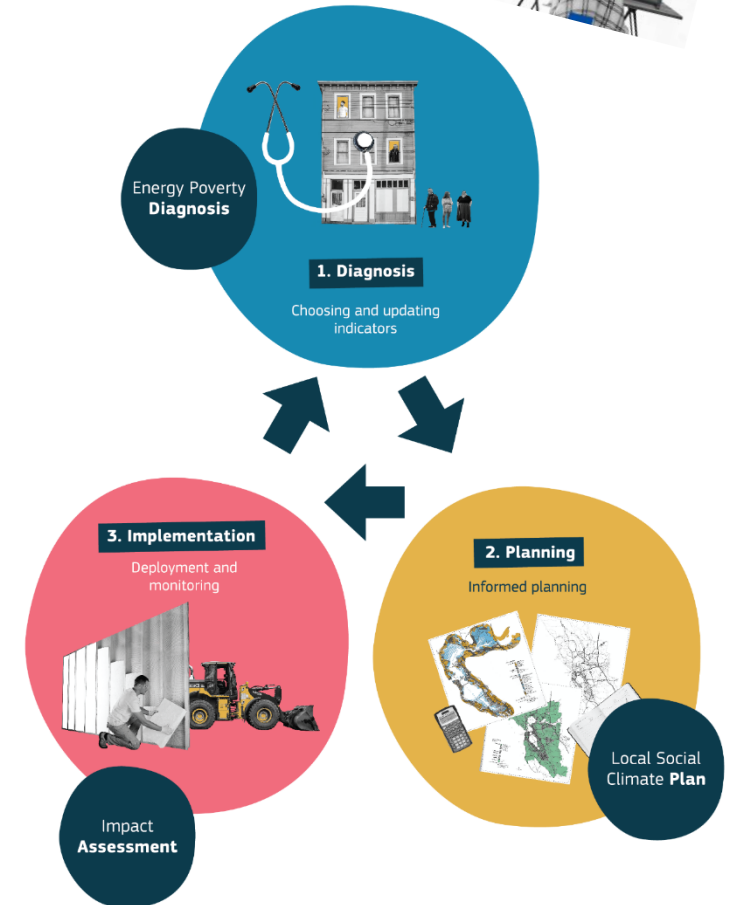 Energy Poverty
Diagnosis
1. Diagnosis
Choosing and updating
indicators
3. Implementation
Deployment and
monitoring
2. Planning
Informed planning
Local Social
Climate Plan
Impact
Assessment